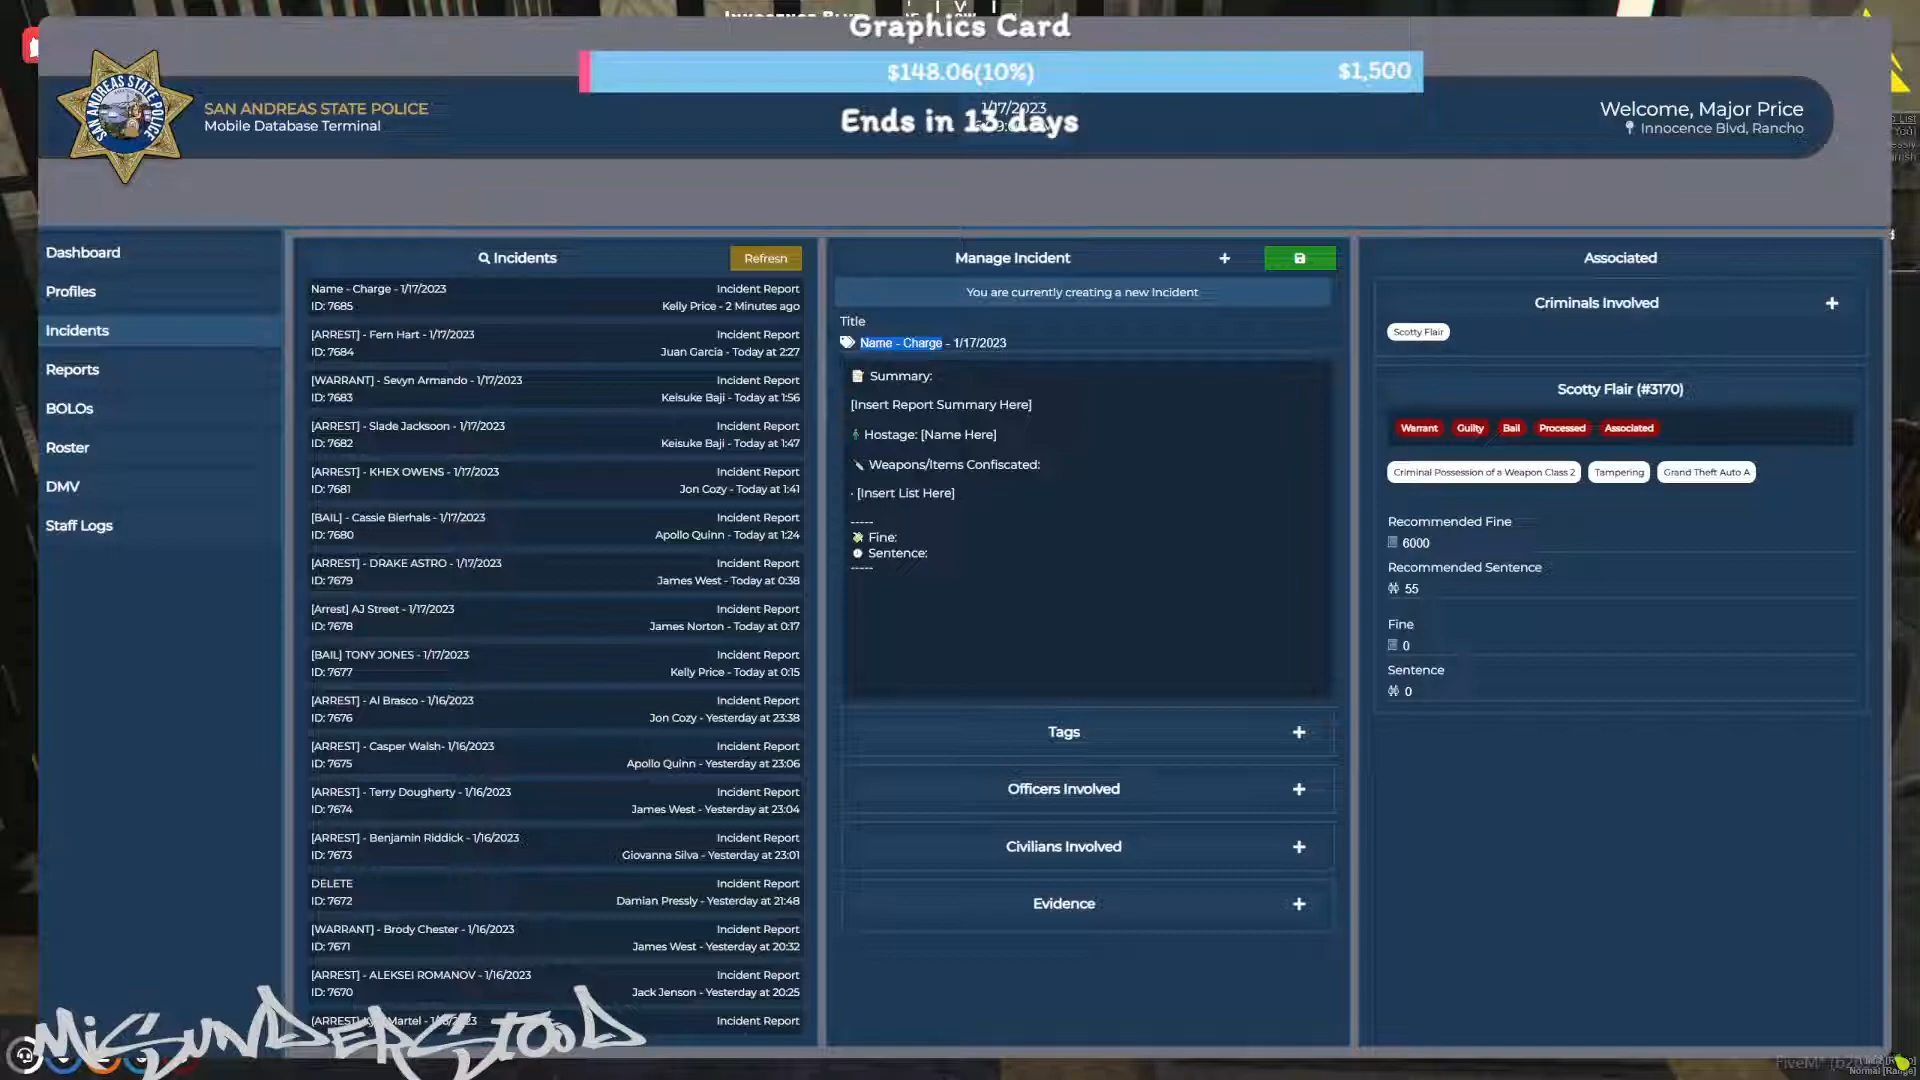 Graphics Card
$148.06(10%)
$1,500
Ends in 13 days
1/17/2023
SAN ANDREAS STATE POLICE
Mobile Database Terminal
Welcome, Major Price
Innocence Blvd, Rancho
Dashboard
Profiles
Incidents
Reports
BOLOs
Roster
DMV
Staff Logs
Incidents
Refresh
Name - Charge - 1/17/2023
Incident Report
ID: 7685
Kelly Price - 2 Minutes ago
[ARREST] - Fern Hart - 1/17/2023
Incident Report
ID: 7684
Juan Garcia - Today at 2:27
[WARRANT] - Sevyn Armando - 1/17/2023
Incident Report
ID: 7683
Keisuke Baji - Today at 1:56
[ARREST] - Slade Jacksoon - 1/17/2023
Incident Report
ID: 7682
Keisuke Baji - Today at 1:47
[ARREST] - KHEX OWENS - 1/17/2023
Incident Report
ID: 7681
Jon Cozy - Today at 1:41
[BAIL] - Cassie Bierhals - 1/17/2023
Incident Report
ID: 7680
Apollo Quinn - Today at 1:24
[ARREST] - DRAKE ASTRO - 1/17/2023
Incident Report
ID: 7679
James West - Today at 0:38
[Arrest] AJ Street - 1/17/2023
Incident Report
ID: 7678
James Norton - Today at 0:17
[BAIL] TONY JONES - 1/17/2023
Incident Report
ID: 7677
Kelly Price - Today at 0:15
[ARREST] - Al Brasco - 1/16/2023
Incident Report
ID: 7676
Jon Cozy - Yesterday at 23:38
[ARREST] - Casper Walsh- 1/16/2023
Incident Report
ID: 7675
Apollo Quinn - Yesterday at 23:06
[ARREST] - Terry Dougherty - 1/16/2023
Incident Report
ID: 7674
James West - Yesterday at 23:04
[ARREST] - Benjamin Riddick - 1/16/2023
Incident Report
ID: 7673
Giovanna Silva - Yesterday at 23:01
DELETE
Incident Report
ID: 7672
Damian Pressly - Yesterday at 21:48
[WARRANT] - Brody Chester - 1/16/2023
Incident Report
ID: 7671
James West - Yesterday at 20:32
[ARREST] - ALEKSEI ROMANOV - 1/16/2023
Incident Report
ID: 7670
Jack Jenson - Yesterday at 20:25
Martel
Incident Report
MiSUNDERSTOOD
Manage Incident
You are currently creating a new Incident
Title
Name - Charge - 1/17/2023
Summary:
[Insert Report Summary Here]
Hostage: [Name Here]
Weapons/Items Confiscated:
· [Insert List Here]
-----
Fine:
Sentence:
-----
Tags
Officers Involved
Civilians Involved
Evidence
Associated
Criminals Involved
Scotty Flair
Scotty Flair (#3170)
Warrant
Guilty
Bail
Processed
Associated
Criminal Possession of a Weapon Class 2
Tampering
Grand Theft Auto A
Recommended Fine
6000
Recommended Sentence
55
Fine
0
Sentence
0
FiveM*